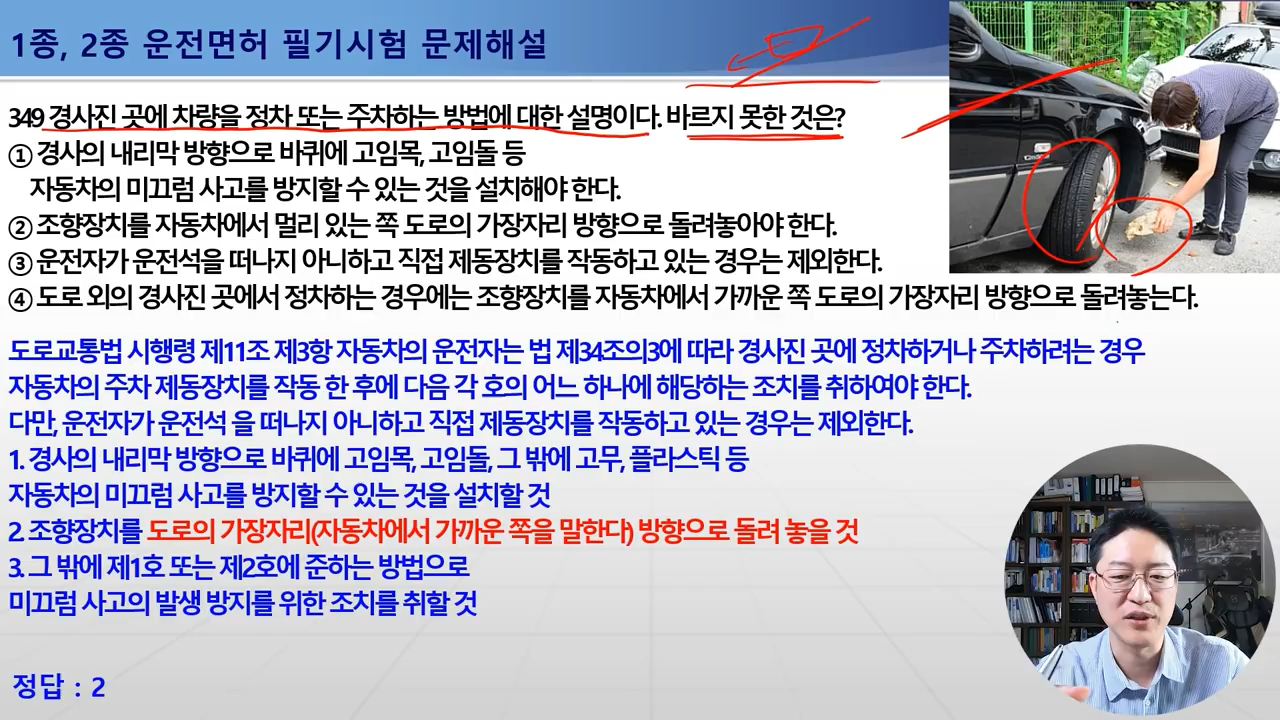 1종, 2종 운전면허 필기시험 문제해설
349 경사진 곳에 차량을 정차 또는 주차하는 방법에 대한 설명이다. 바르지 못한 것은?
① 경사의 내리막 방향으로 바퀴에 고임목, 고임돌 등
자동차의 미끄럼 사고를 방지할 수 있는 것을 설치해야 한다.
② 조향장치를 자동차에서 멀리 있는 쪽 도로의 가장자리 방향으로 돌려놓아야 한다.
③ 운전자가 운전석을 떠나지 아니하고 직접 제동장치를 작동하고 있는 경우는 제외한다.
④ 도로 외의 경사진 곳에서 정차하는 경우에는 조향장치를 자동차에서 가까운 쪽 도로의 가장자리 방향으로 돌려놓는다.
도로교통법 시행령 제11조 제3항 자동차의 운전자는 법 제34조의3에 따라 경사진 곳에 정차하거나 주차하려는 경우
자동차의 주차 제동장치를 작동 한 후에 다음 각 호의 어느 하나에 해당하는 조치를 취하여야 한다.
다만, 운전자가 운전석 을 떠나지 아니하고 직접 제동장치를 작동하고 있는 경우는 제외한다.
1. 경사의 내리막 방향으로 바퀴에 고임목, 고임돌, 그 밖에 고무, 플라스틱 등
자동차의 미끄럼 사고를 방지할 수 있는 것을 설치할 것
2. 조향장치를 도로의 가장자리(자동차에서 가까운 쪽을 말한다) 방향으로 돌려 놓을 것
3. 그 밖에 제1호 또는 제2호에 준하는 방법으로
미끄럼 사고의 발생 방지를 위한 조치를 취할 것
정답 : 2